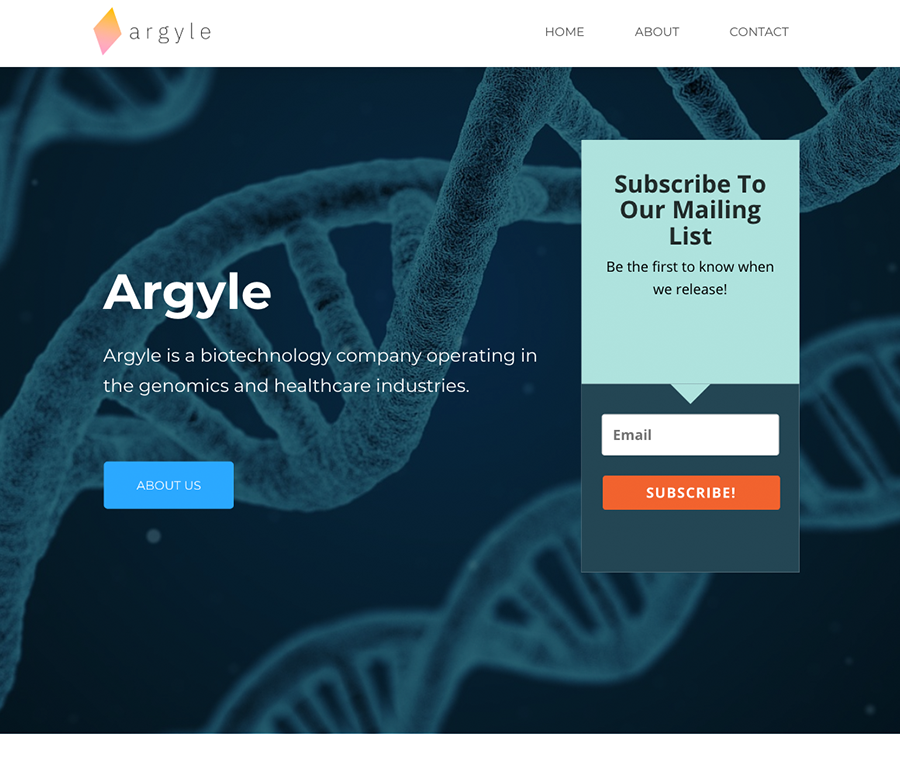 argyle
HOME
ABOUT
CONTACT
Argyle
Argyle is a biotechnology company operating in
the genomics and healthcare industries.
ABOUT US
Subscribe To
Our Mailing
List
Be the first to know when
we release!
Email
SUBSCRIBE!